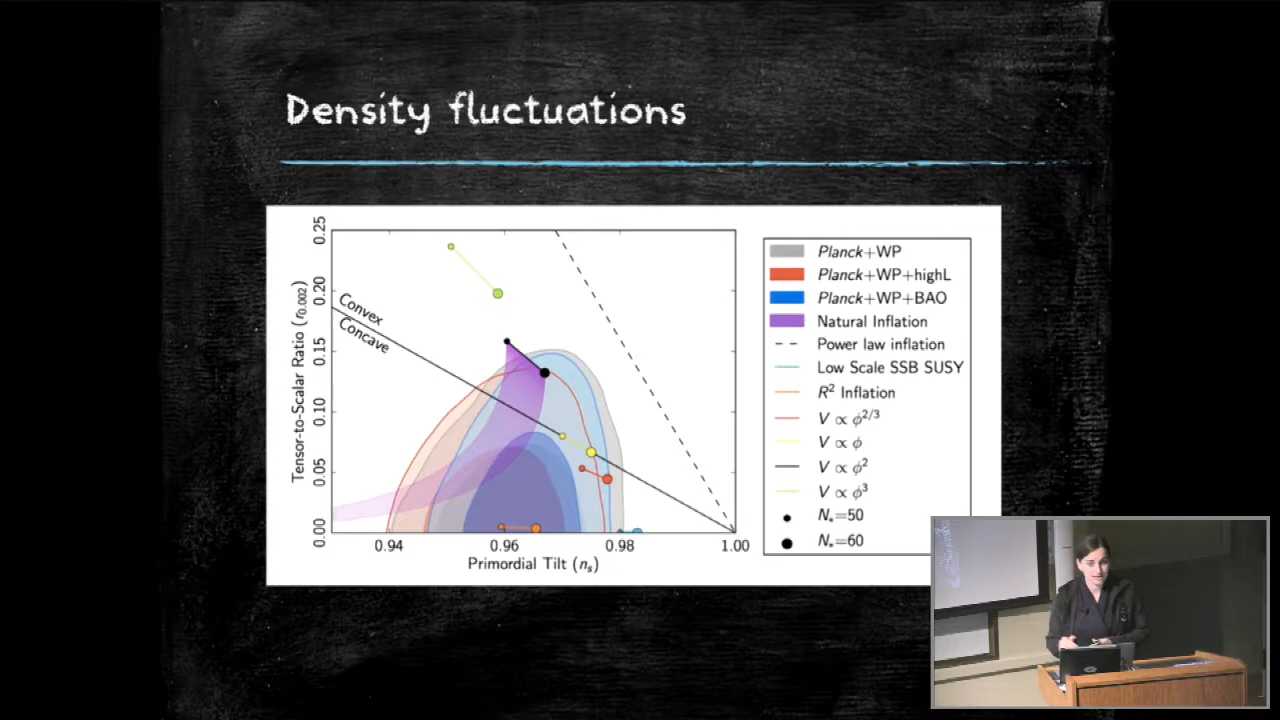 Density fluctuations
0.25
0.20
0.15
0.10
0.05
0.00
Tensor-to-Scalar Ratio (r₀.₀₀₂)
Convex
Concave
0.94
0.96
0.98
1.00
Primordial Tilt (nₛ)
Planck+WP
Planck+WP+highL
Planck+WP+BAO
Natural Inflation
Power law inflation
Low Scale SSB SUSY
R² Inflation
V ∝ ϕ²/³
V ∝ ϕ
V ∝ ϕ²
V ∝ ϕ³
N*=50
N*=60